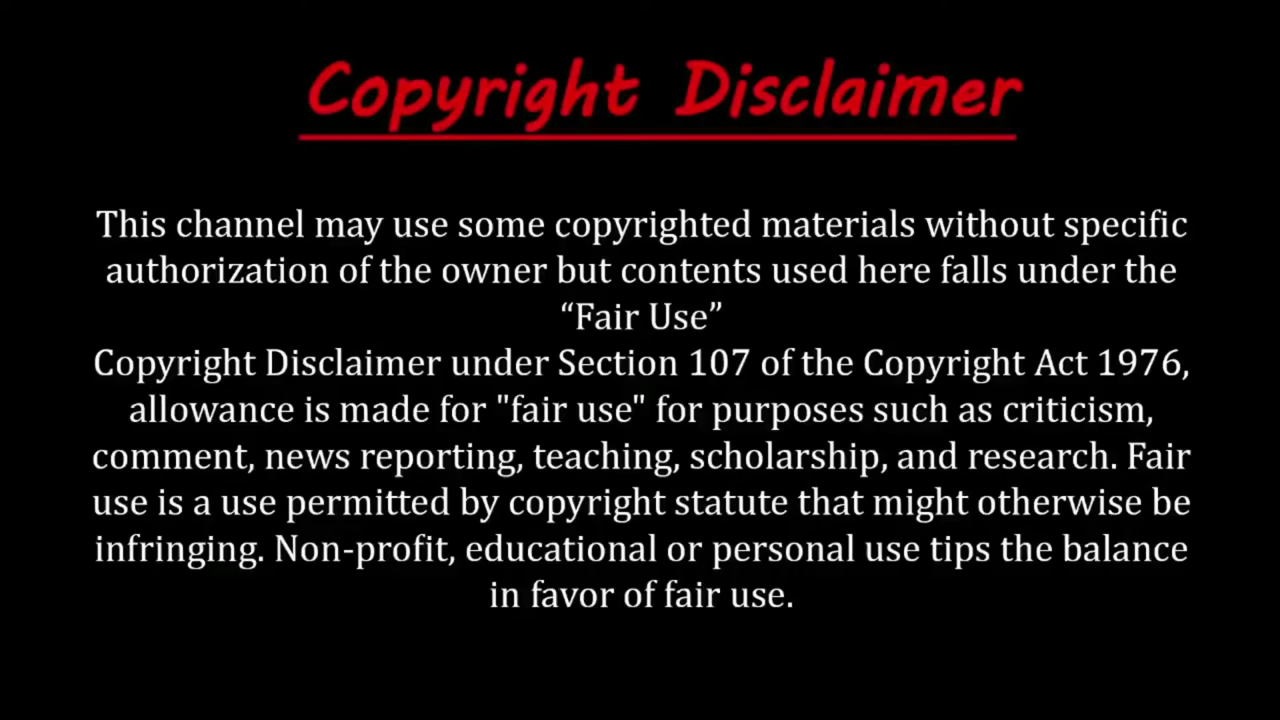 Copyright Disclaimer
This channel may use some copyrighted materials without specific
authorization of the owner but contents used here falls under the
“Fair Use”
Copyright Disclaimer under Section 107 of the Copyright Act 1976,
allowance is made for "fair use" for purposes such as criticism,
comment, news reporting, teaching, scholarship, and research. Fair
use is a use permitted by copyright statute that might otherwise be
infringing. Non-profit, educational or personal use tips the balance
in favor of fair use.